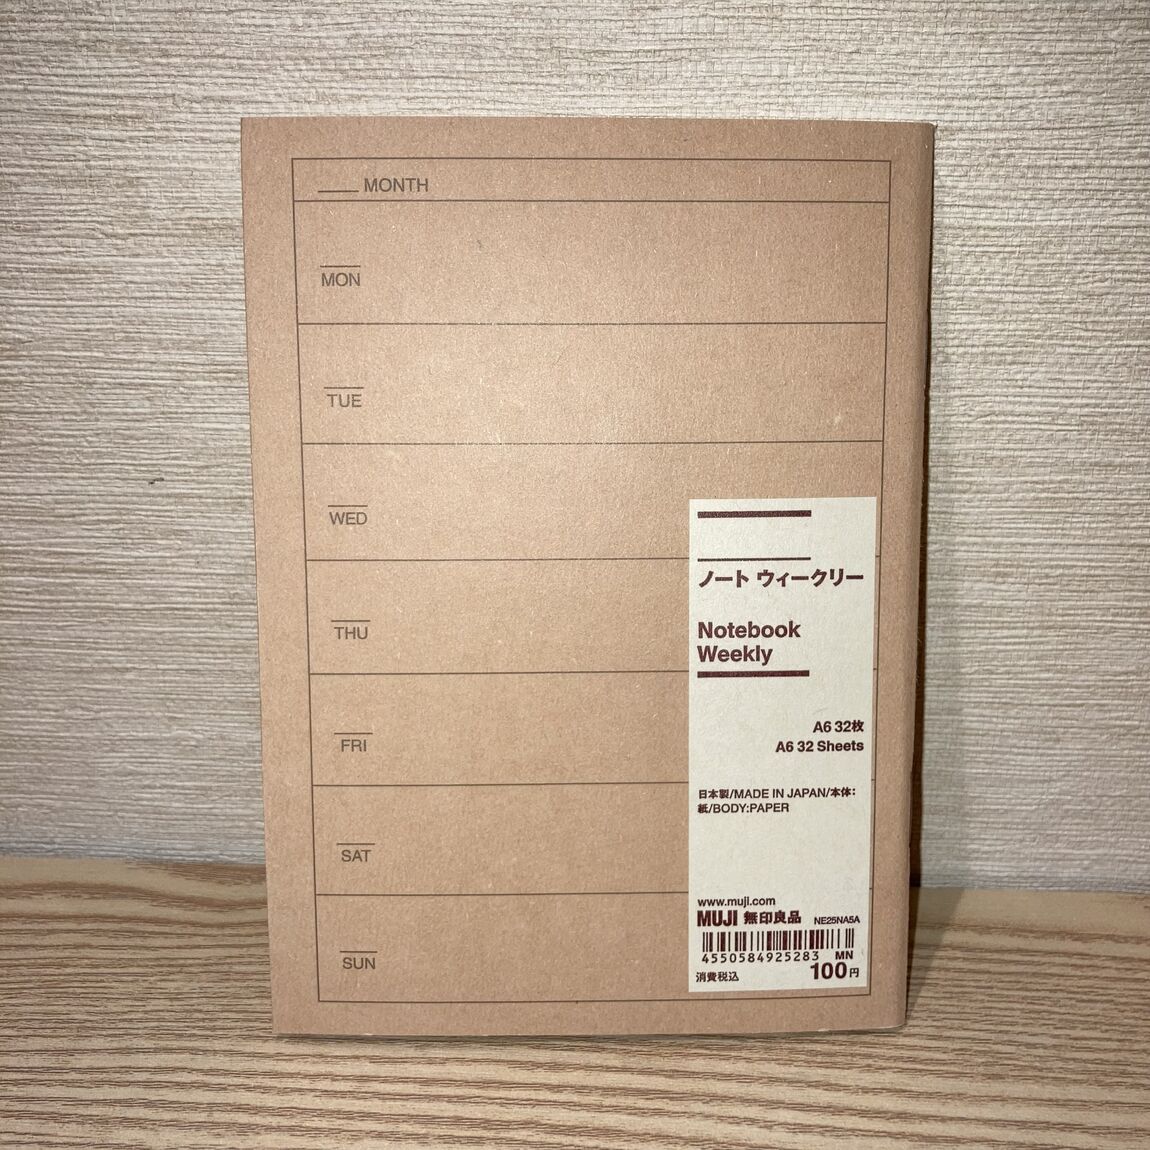 ____ MONTH
MON
TUE
WED
THU
FRI
SAT
SUN
ノート ウィークリー
Notebook
Weekly
A6 32枚
A6 32 Sheets
日本製/MADE IN JAPAN/本体:
紙/BODY:PAPER
www.muji.com
MUJI 無印良品 NE25NA5A
4550584925283 MN
消費税込 100円